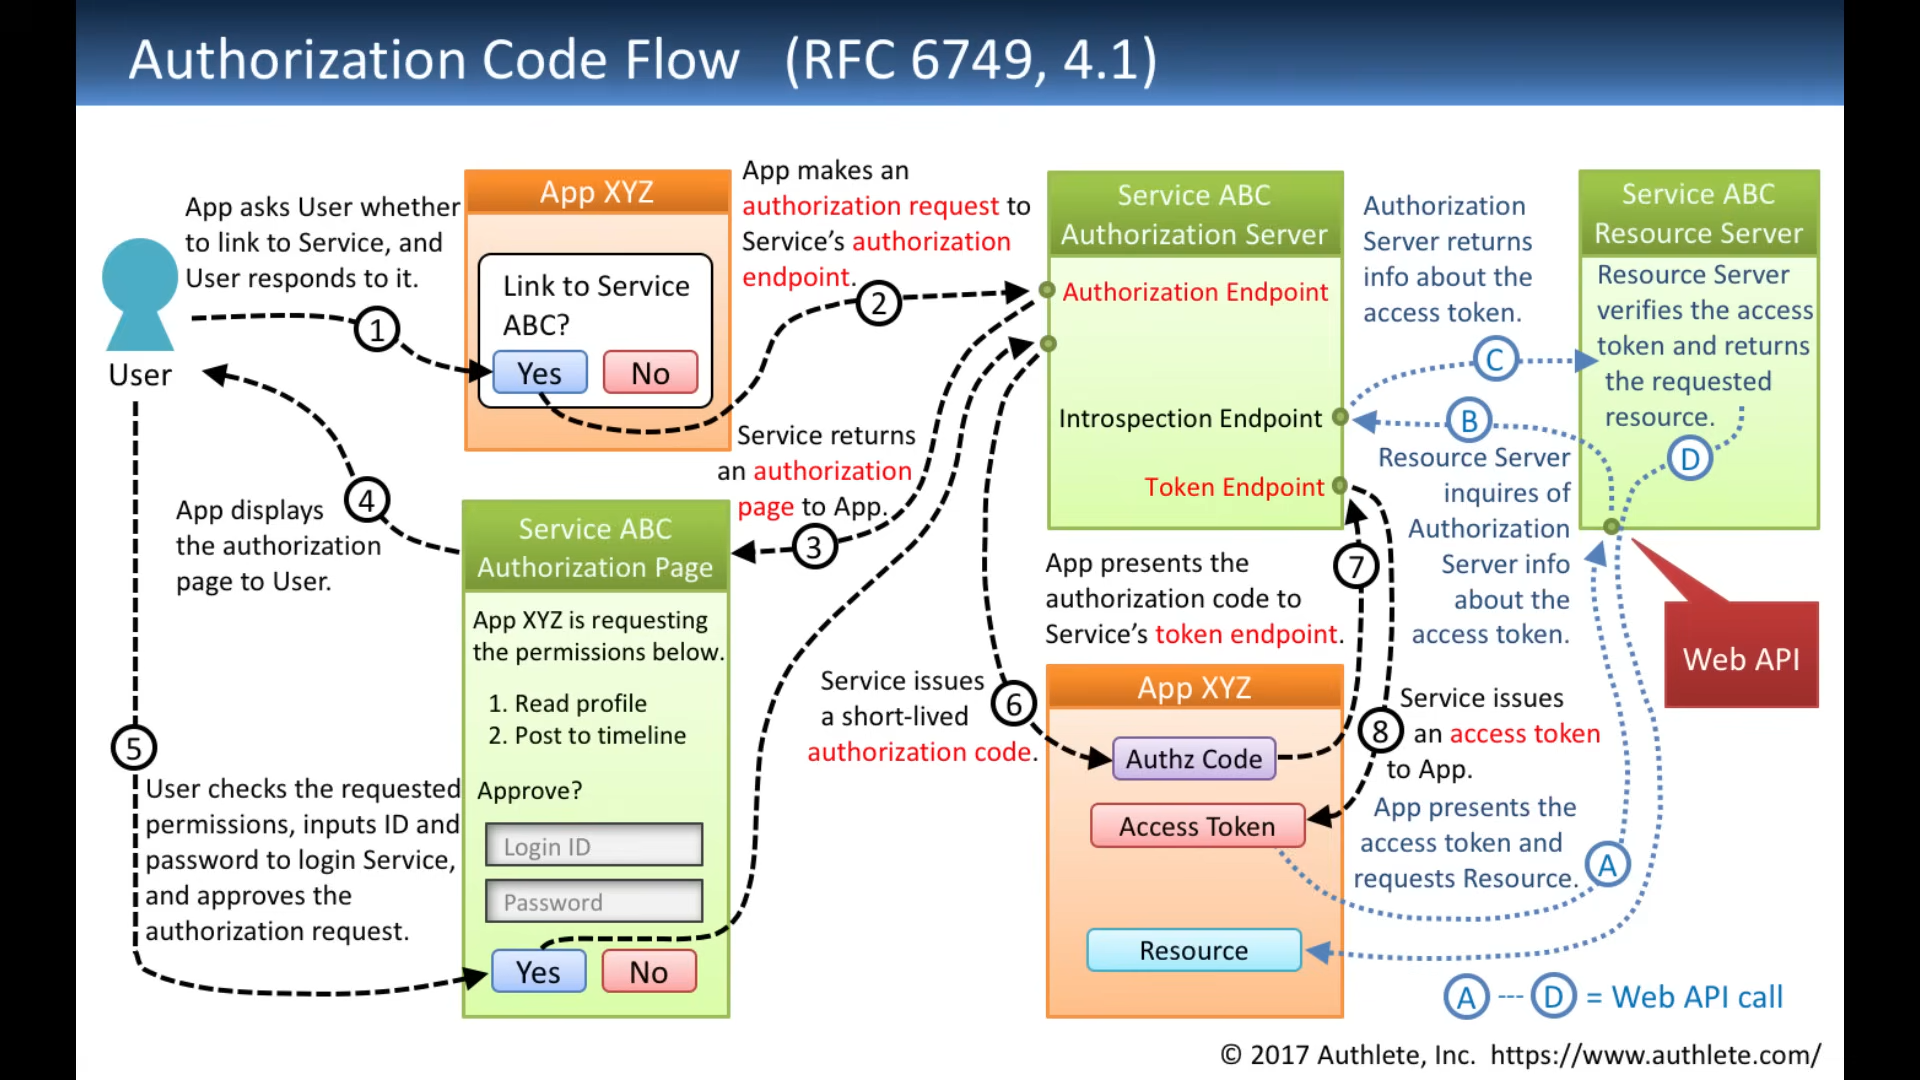 Authorization Code Flow (RFC 6749, 4.1)
App asks User whether
to link to Service, and
User responds to it.
User
1
App XYZ
Link to Service
ABC?
Yes
No
App makes an
authorization request to
Service's authorization
endpoint.
2
Service ABC
Authorization Server
Authorization Endpoint
Introspection Endpoint
Token Endpoint
Authorization
Server returns
info about the
access token.
C
B
Service ABC
Resource Server
Resource Server
verifies the access
token and returns
the requested
resource.
D
Resource Server
inquires of
Authorization
Server info
about the
access token.
Web API
Service returns
an authorization
page to App.
3
4
App displays
the authorization
page to User.
Service ABC
Authorization Page
App XYZ is requesting
the permissions below.
1. Read profile
2. Post to timeline
Approve?
Login ID
Password
Yes
No
5
User checks the requested
permissions, inputs ID and
password to login Service,
and approves the
authorization request.
Service issues
a short-lived
authorization code.
6
App presents the
authorization code to
Service's token endpoint.
7
App XYZ
Authz Code
Access Token
Resource
8
Service issues
an access token
to App.
App presents the
access token and
requests Resource.
A
A --- D = Web API call
© 2017 Authlete, Inc. https://www.authlete.com/